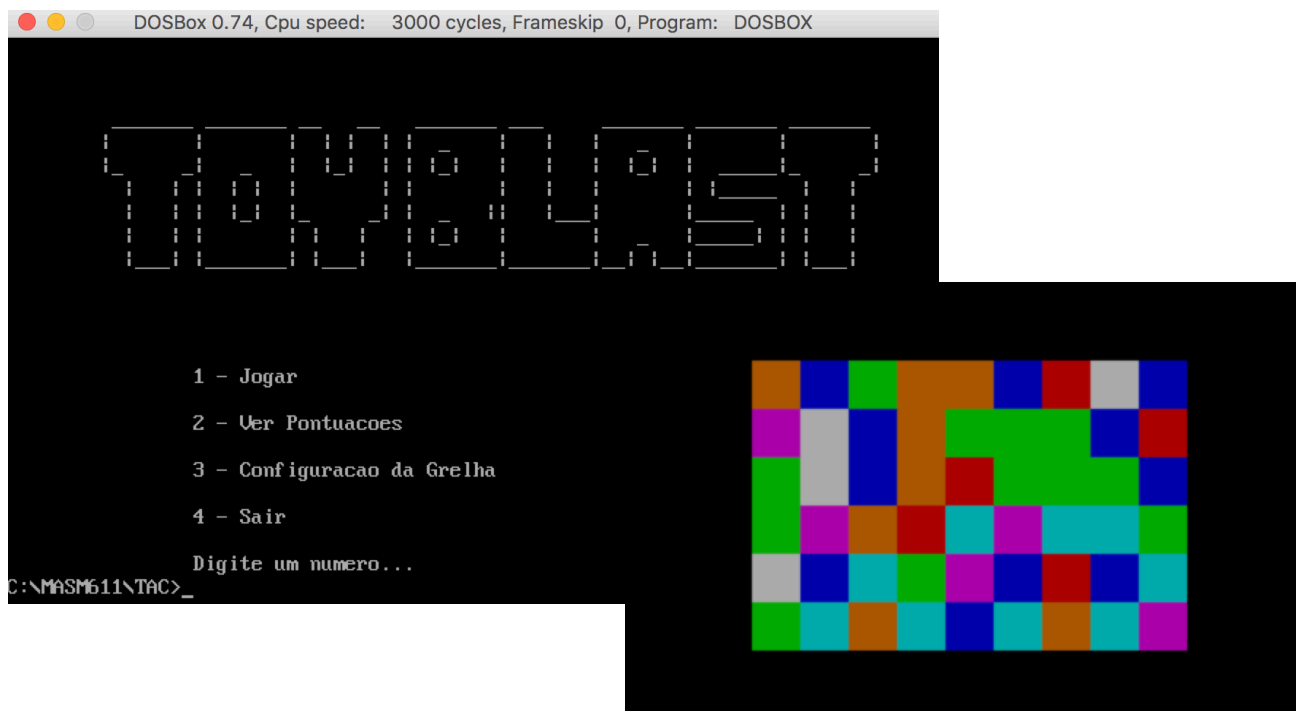 DOSBox 0.74, Cpu speed: 3000 cycles, Frameskip 0, Program: DOSBOX
TOYBLAST
1 - Jogar
2 - Ver Pontuacoes
3 - Configuracao da Grelha
4 - Sair
Digite um numero...
C:\MASM611\TAC>_